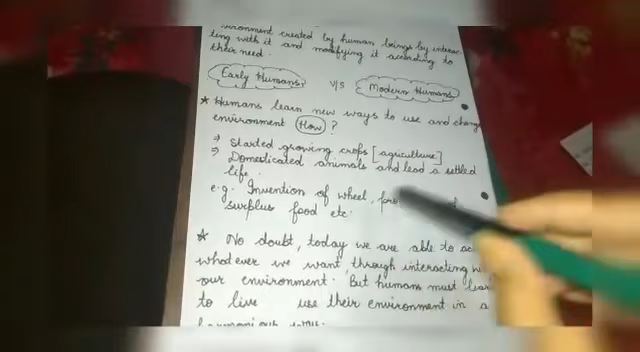 vironment created by human beings by interac-
ting with it and modifying it according to
their need.
Early Humans V/S Modern Humans
★ Humans learn new ways to use and change
environment (How)?
⇒ Started growing crops [agriculture]
⇒ Domesticated animals and lead a settled
life.
e.g. Invention of wheel,
surplus food etc.
★ No doubt, today we are able to
whatever we want, through interacting
our environment. But humans must
to live use their environment in a
harmonious